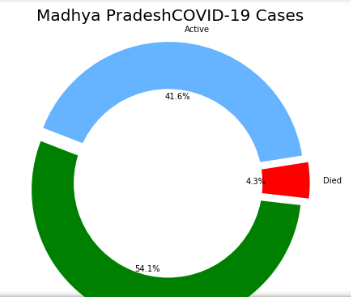 Madhya PradeshCOVID-19 Cases
Active
41.6%
4.3%
Died
54.1%